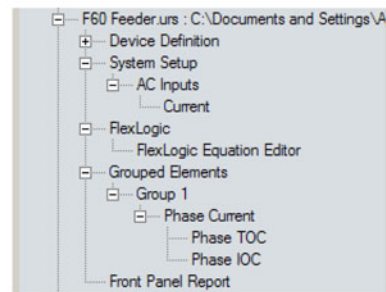 F60 Feeder.urs : C:\Documents and Settings\A
Device Definition
System Setup
AC Inputs
Current
FlexLogic
FlexLogic Equation Editor
Grouped Elements
Group 1
Phase Current
Phase TOC
Phase IOC
Front Panel Report